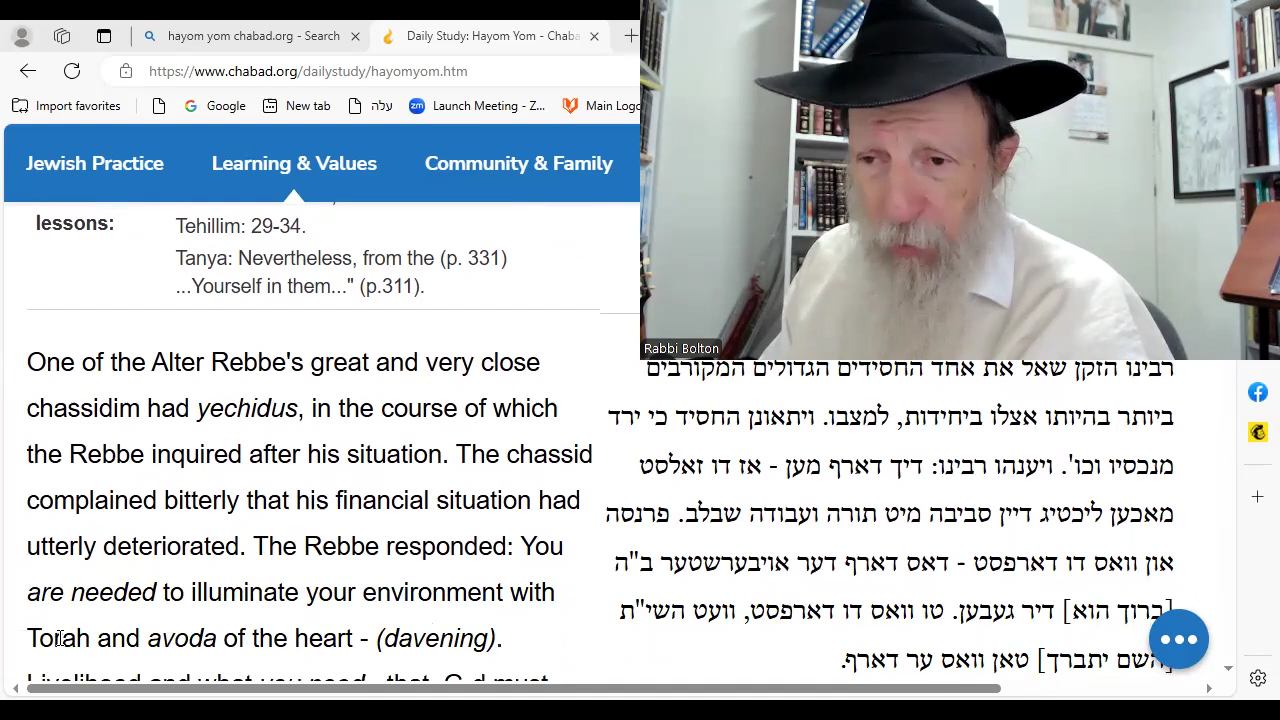 hayom yom chabad.org - Search
Daily Study: Hayom Yom - Chaba
https://www.chabad.org/dailystudy/hayomyom.htm
Import favorites
Google
New tab
עלה
Launch Meeting - Z...
Main Logo
Jewish Practice
Learning & Values
Community & Family
lessons:
Tehillim: 29-34.
Tanya: Nevertheless, from the (p. 331)
...Yourself in them..." (p.311).
Rabbi Bolton
One of the Alter Rebbe's great and very close
chassidim had yechidus, in the course of which
the Rebbe inquired after his situation. The chassid
complained bitterly that his financial situation had
utterly deteriorated. The Rebbe responded: You
are needed to illuminate your environment with
Torah and avoda of the heart - (davening).
Livelihood and what you need - that, G-d must
רבינו הזקן שאל את אחד החסידים הגדולים המקורבים
ביותר בהיותו אצלו ביחידות, למצבו. ויתאונן החסיד כי ירד
מנכסיו וכו'. ויענהו רבינו: דיך דארף מען - אז דו זאלסט
מאכען ליכטיג דיין סביבה מיט תורה ועבודה שבלב. פרנסה
און וואס דו דארפסט - דאס דארף דער אויבערשטער ב"ה
[ברוך הוא] דיר געבען. טו וואס דו דארפסט, וועט השי"ת
[השם יתברך] טאן וואס ער דארף.